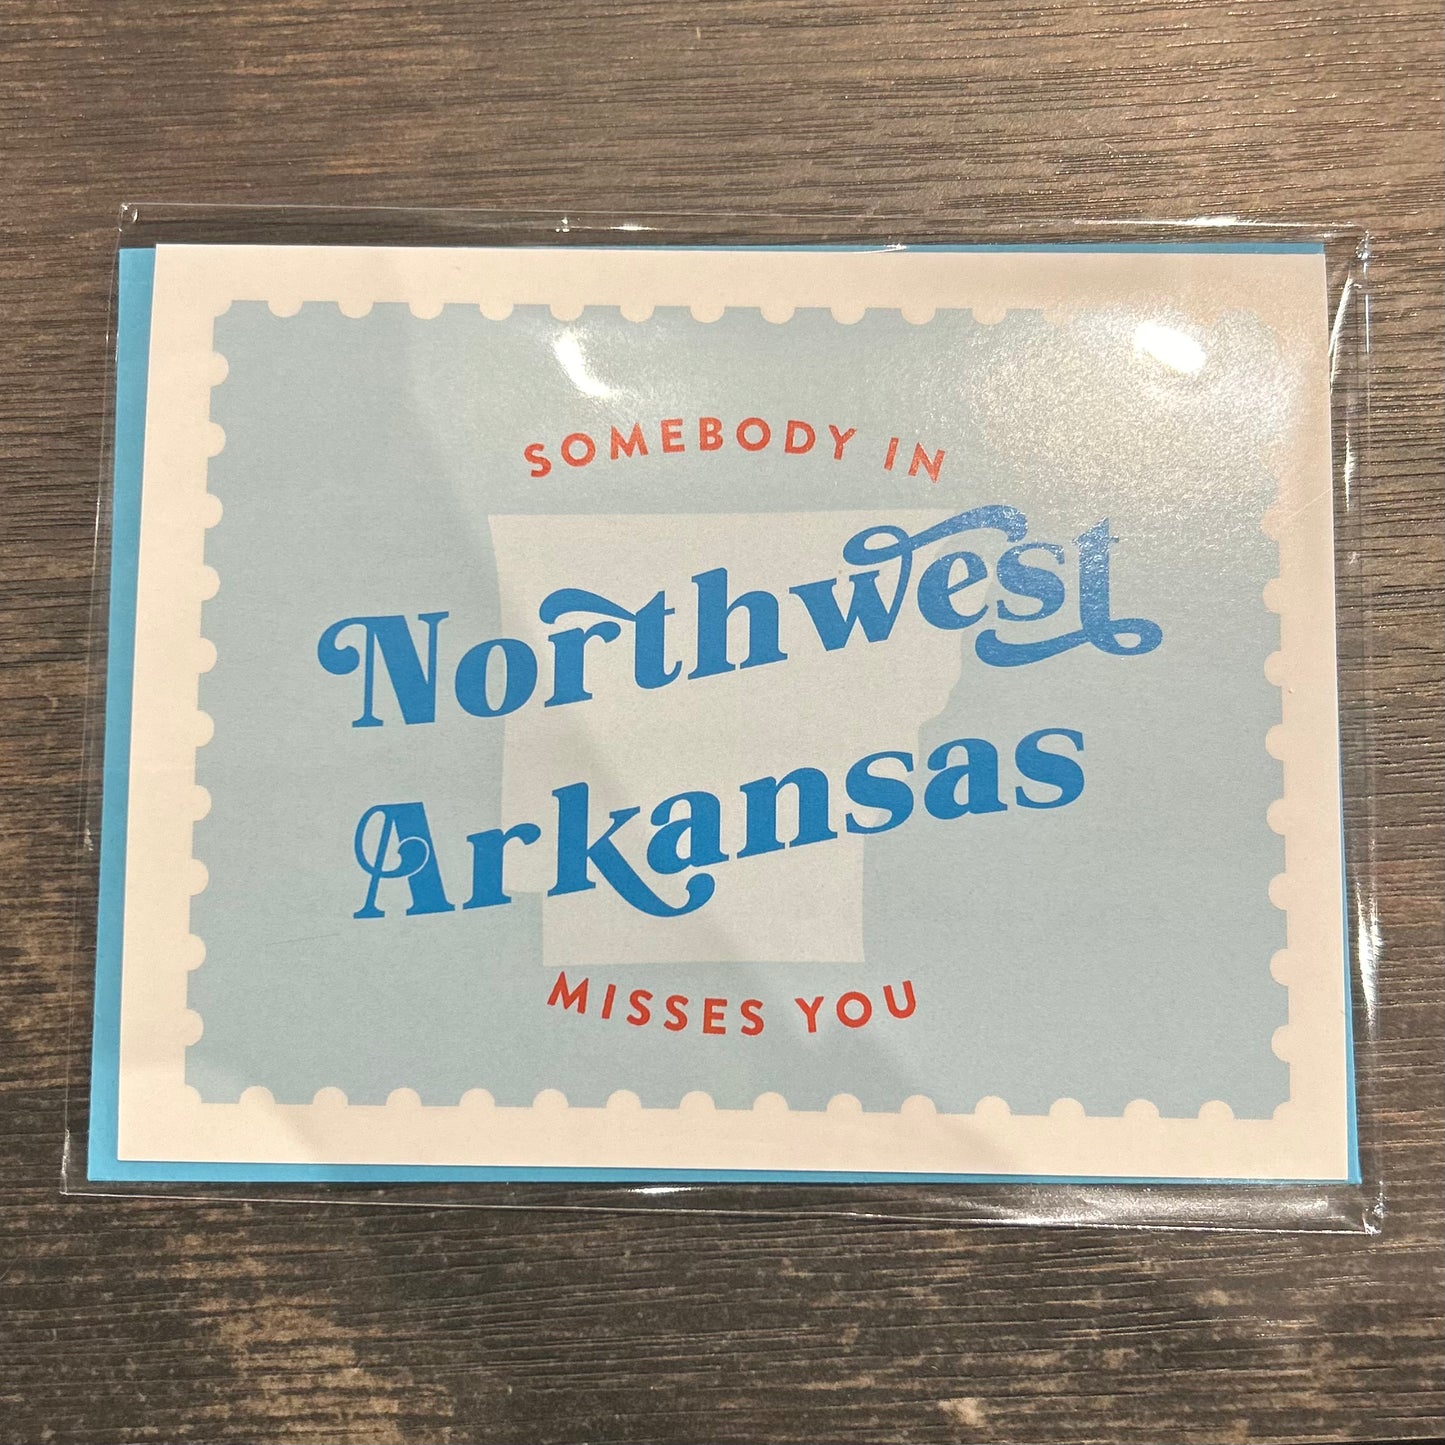 SOMEBODY IN
Northwest
Arkansas
MISSES YOU